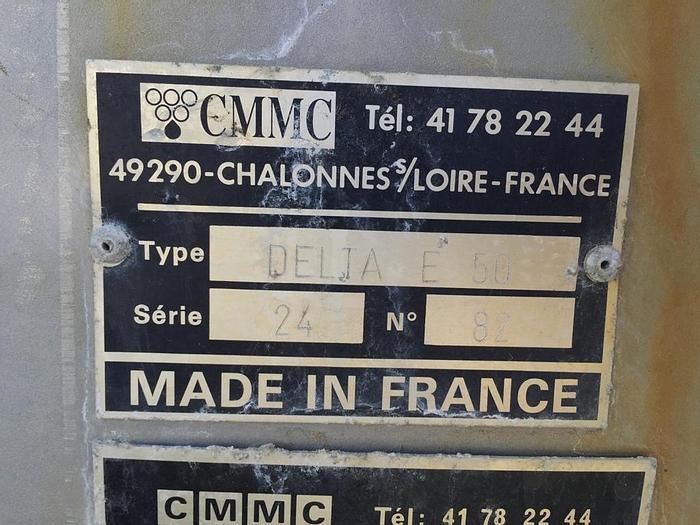 CMMC Tél: 41 78 22 44
49290-CHALONNES S/LOIRE-FRANCE
Type DELTA E 50
Série 24 N° 82
MADE IN FRANCE
CMMC Tél: 41 78 22 44